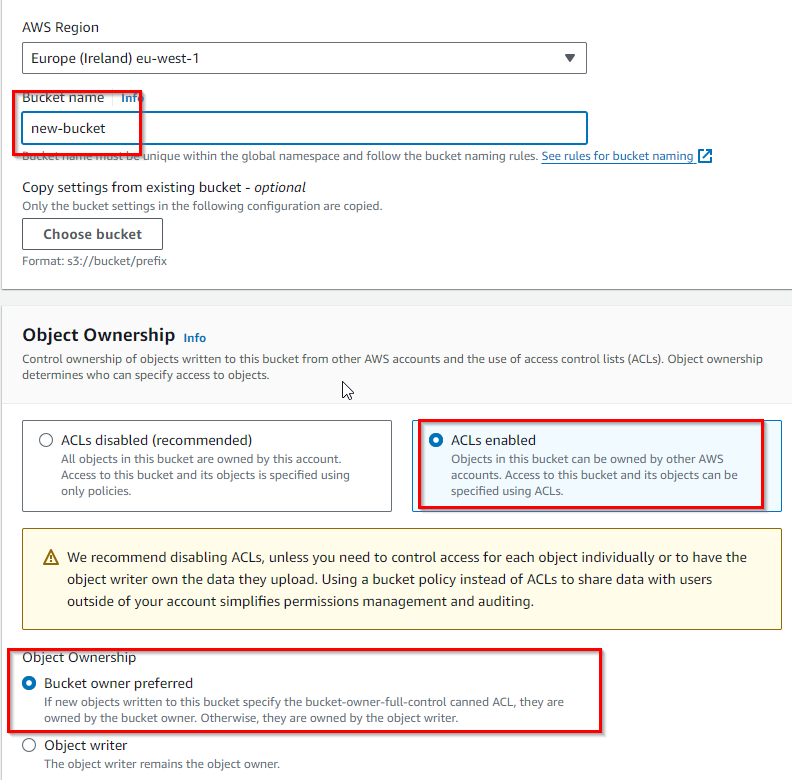 AWS Region
Europe (Ireland) eu-west-1
Bucket name Info
new-bucket
Bucket name must be unique within the global namespace and follow the bucket naming rules. See rules for bucket naming
Copy settings from existing bucket - optional
Only the bucket settings in the following configuration are copied.
Choose bucket
Format: s3://bucket/prefix
Object Ownership Info
Control ownership of objects written to this bucket from other AWS accounts and the use of access control lists (ACLs). Object ownership
determines who can specify access to objects.
ACLs disabled (recommended)
All objects in this bucket are owned by this account.
Access to this bucket and its objects is specified using
only policies.
ACLs enabled
Objects in this bucket can be owned by other AWS
accounts. Access to this bucket and its objects can be
specified using ACLs.
We recommend disabling ACLs, unless you need to control access for each object individually or to have the
object writer own the data they upload. Using a bucket policy instead of ACLs to share data with users
outside of your account simplifies permissions management and auditing.
Object Ownership
Bucket owner preferred
If new objects written to this bucket specify the bucket-owner-full-control canned ACL, they are
owned by the bucket owner. Otherwise, they are owned by the object writer.
Object writer
The object writer remains the object owner.